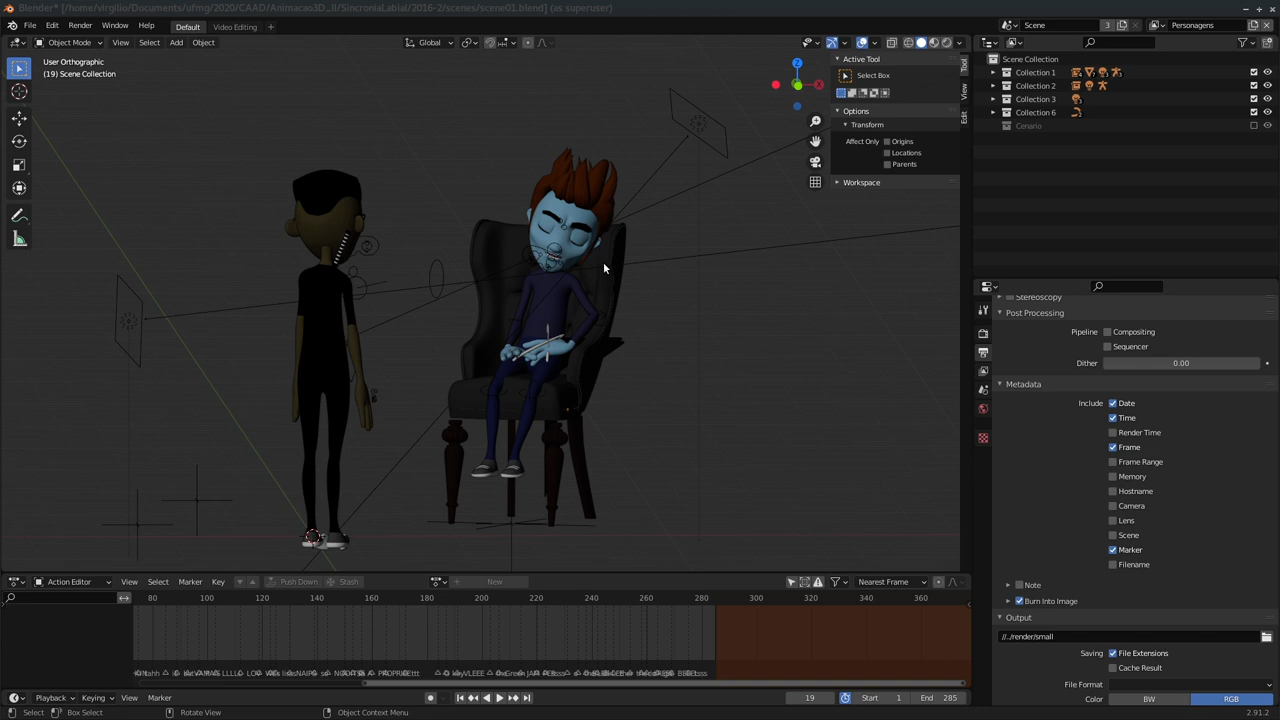 Blender* [/home/virgilio/Documents/ufmg/2020/CAAD/Animacao3D_II/SincroniaLabial/2016-2/scenes/scene01.blend] (as superuser)
File Edit Render Window Help Default Video Editing Scene 3 Personagens
Object Mode View Select Add Object Global
User Orthographic
(19) Scene Collection
Active Tool
Select Box
Options
Transform
Affect Only Origins
Locations
Parents
Workspace
Tool
View
Edit
Scene Collection
Collection 1
Collection 2
Collection 3
Collection 6
Cenario
Stereoscopy
Post Processing
Pipeline Compositing
Sequencer
Dither 0.00
Metadata
Include Date
Time
Render Time
Frame
Frame Range
Memory
Hostname
Camera
Lens
Scene
Marker
Filename
Note
Burn Into Image
Output
//../render/small
Saving File Extensions
Cache Result
File Format
Color BW RGB
Action Editor View Select Marker Key Push Down Stash New Nearest Frame
80 100 120 140 160 180 200 220 240 260 280 300 320 340 360
Playback Keying View Marker 19 Start 1 End 285
Select Box Select Rotate View Object Context Menu 2.91.2